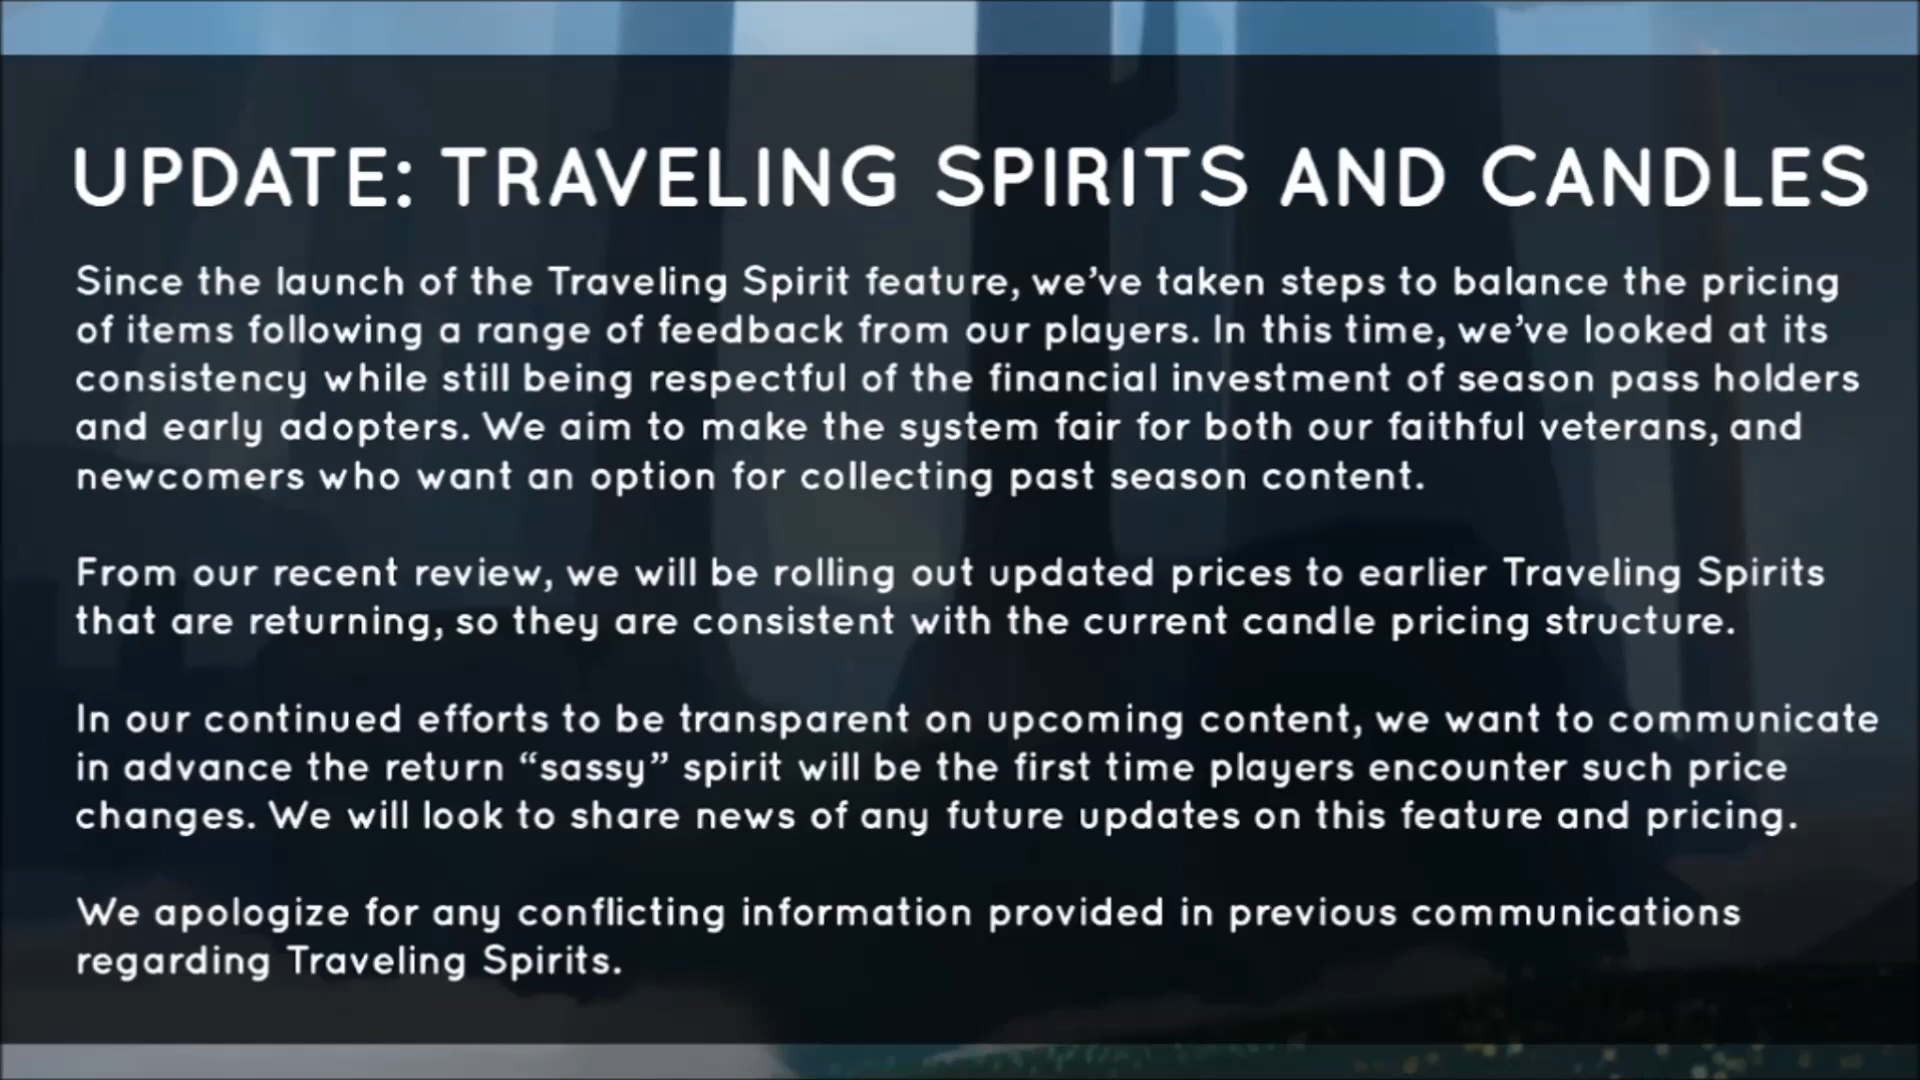 UPDATE: TRAVELING SPIRITS AND CANDLES
Since the launch of the Traveling Spirit feature, we’ve taken steps to balance the pricing
of items following a range of feedback from our players. In this time, we’ve looked at its
consistency while still being respectful of the financial investment of season pass holders
and early adopters. We aim to make the system fair for both our faithful veterans, and
newcomers who want an option for collecting past season content.
From our recent review, we will be rolling out updated prices to earlier Traveling Spirits
that are returning, so they are consistent with the current candle pricing structure.
In our continued efforts to be transparent on upcoming content, we want to communicate
in advance the return “sassy” spirit will be the first time players encounter such price
changes. We will look to share news of any future updates on this feature and pricing.
We apologize for any conflicting information provided in previous communications
regarding Traveling Spirits.